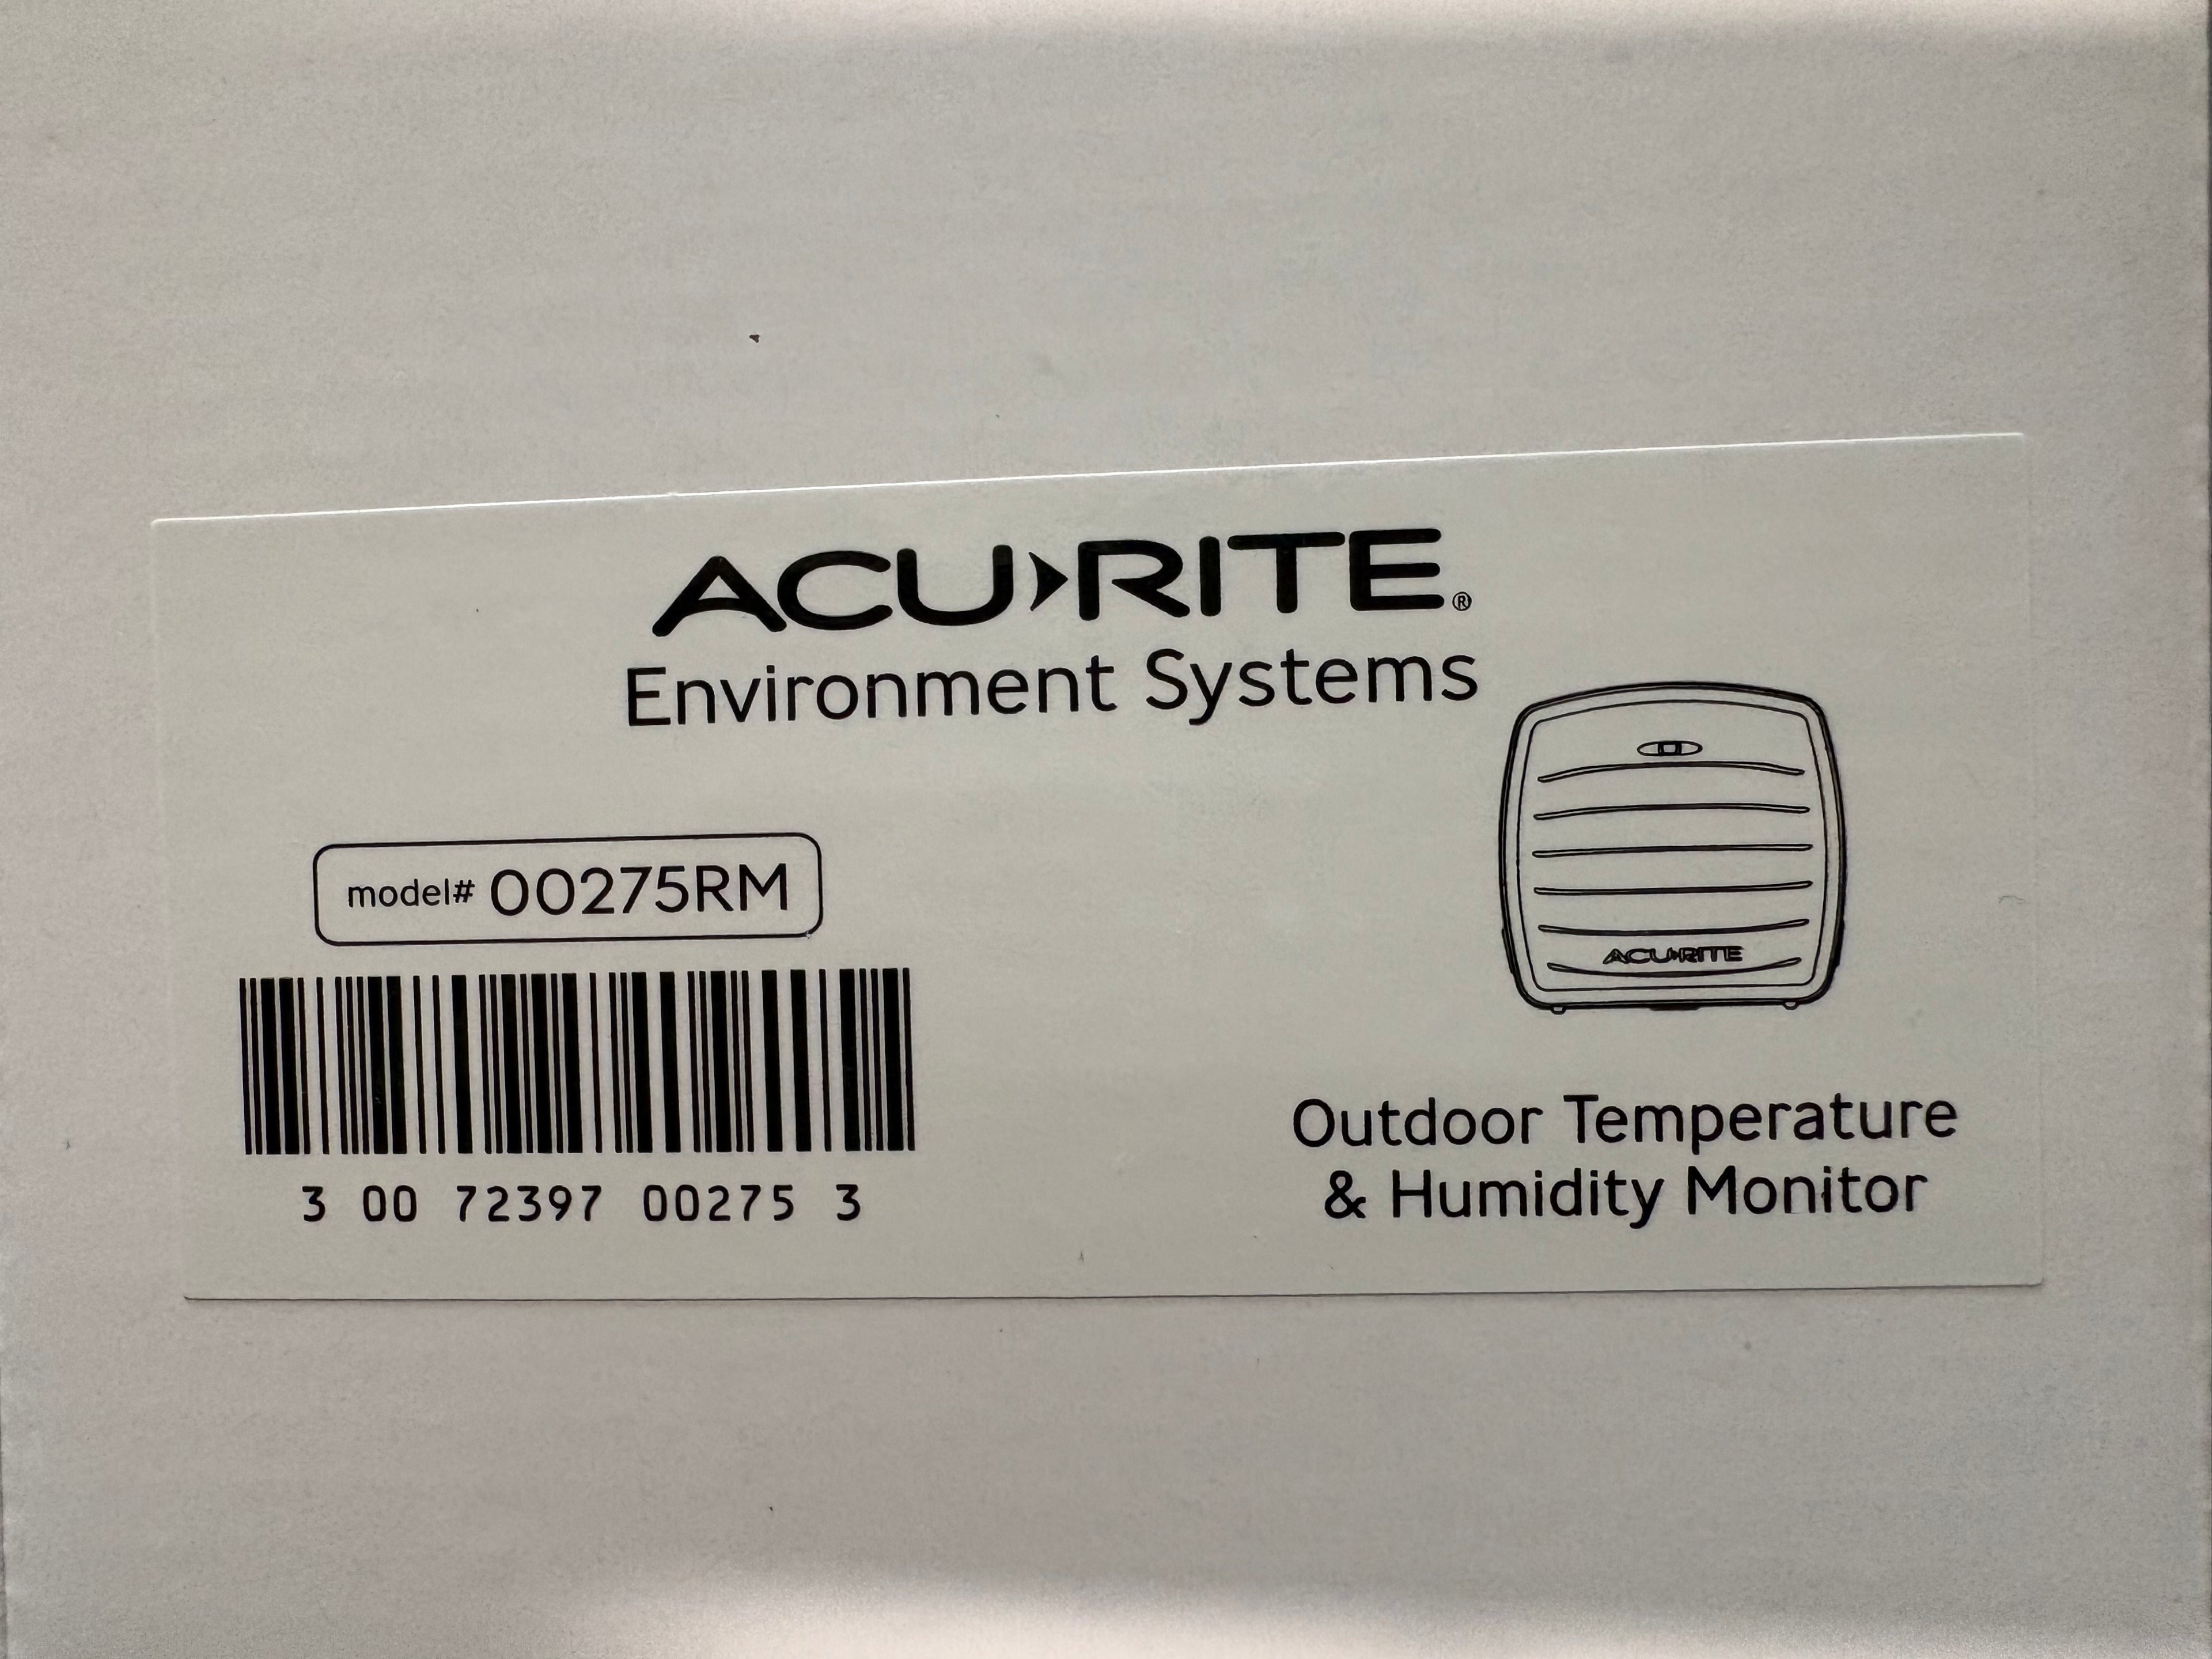 ACU›RITE®
Environment Systems
model# 00275RM
ACU›RITE
3 00 72397 00275 3
Outdoor Temperature
& Humidity Monitor